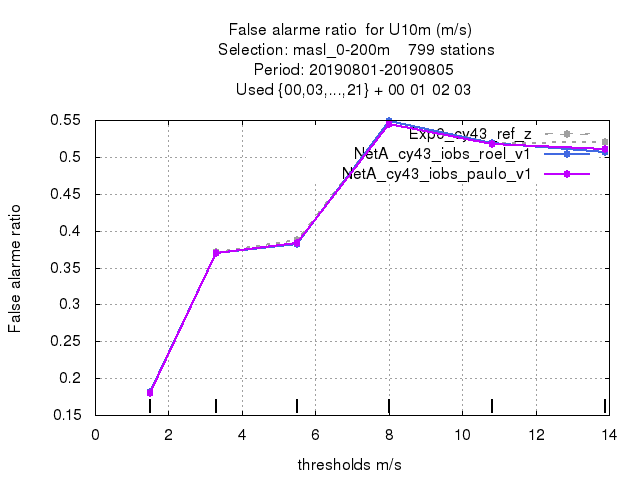 False alarme ratio  for U10m (m/s)
Selection: masl_0-200m    799 stations
Period: 20190801-20190805
Used {00,03,...,21} + 00 01 02 03
0.55
0.5
0.45
0.4
0.35
0.3
0.25
0.2
0.15
False alarme ratio
Exp0_cy43_ref_z
NetA_cy43_iobs_roel_v1
NetA_cy43_iobs_paulo_v1
0 2 4 6 8 10 12 14
thresholds m/s